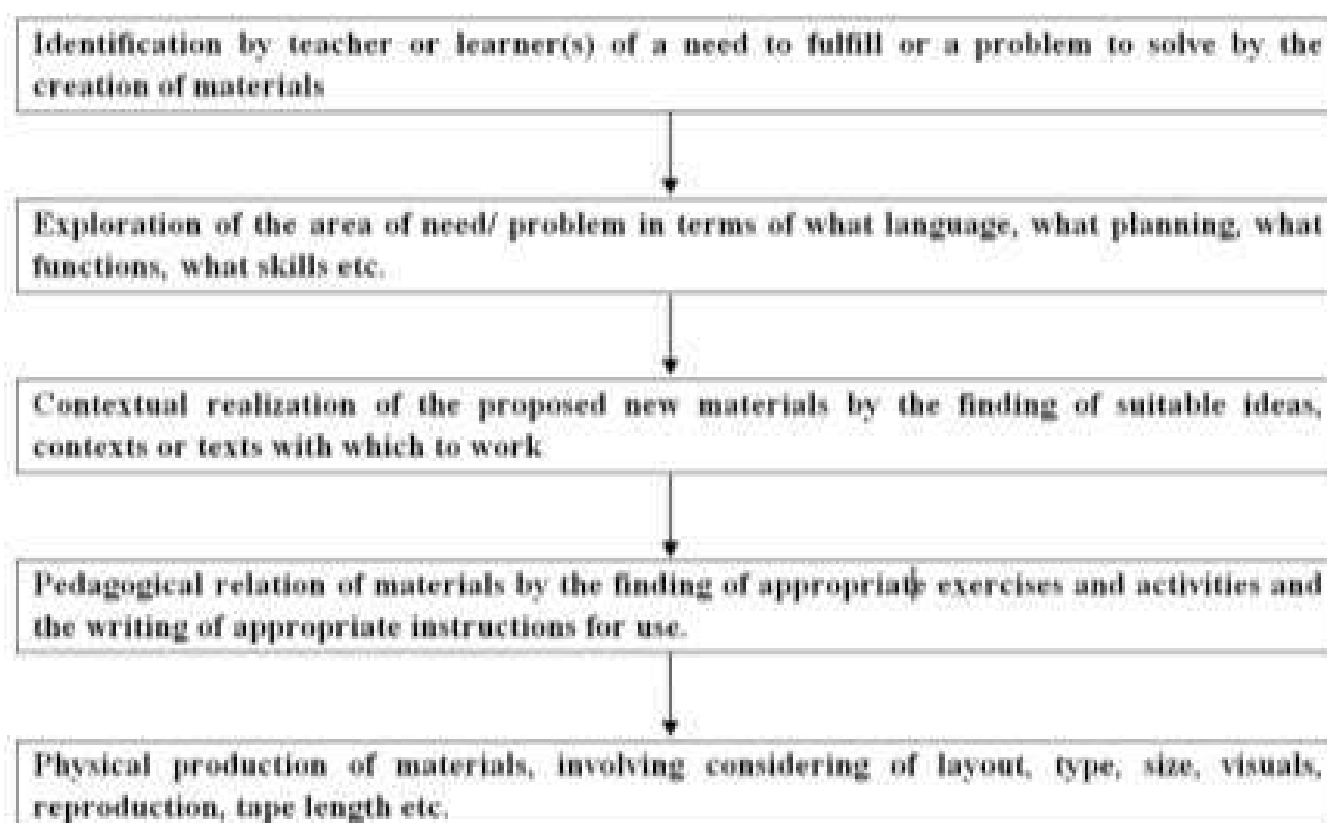 Identification by teacher or learner(s) of a need to fulfill or a problem to solve by the
creation of materials
Exploration of the area of need/ problem in terms of what language, what planning, what
functions, what skills etc.
Contextual realization of the proposed new materials by the finding of suitable ideas,
contexts or texts with which to work
Pedagogical relation of materials by the finding of appropriate exercises and activities and
the writing of appropriate instructions for use.
Physical production of materials, involving considering of layout, type, size, visuals,
reproduction, tape length etc.